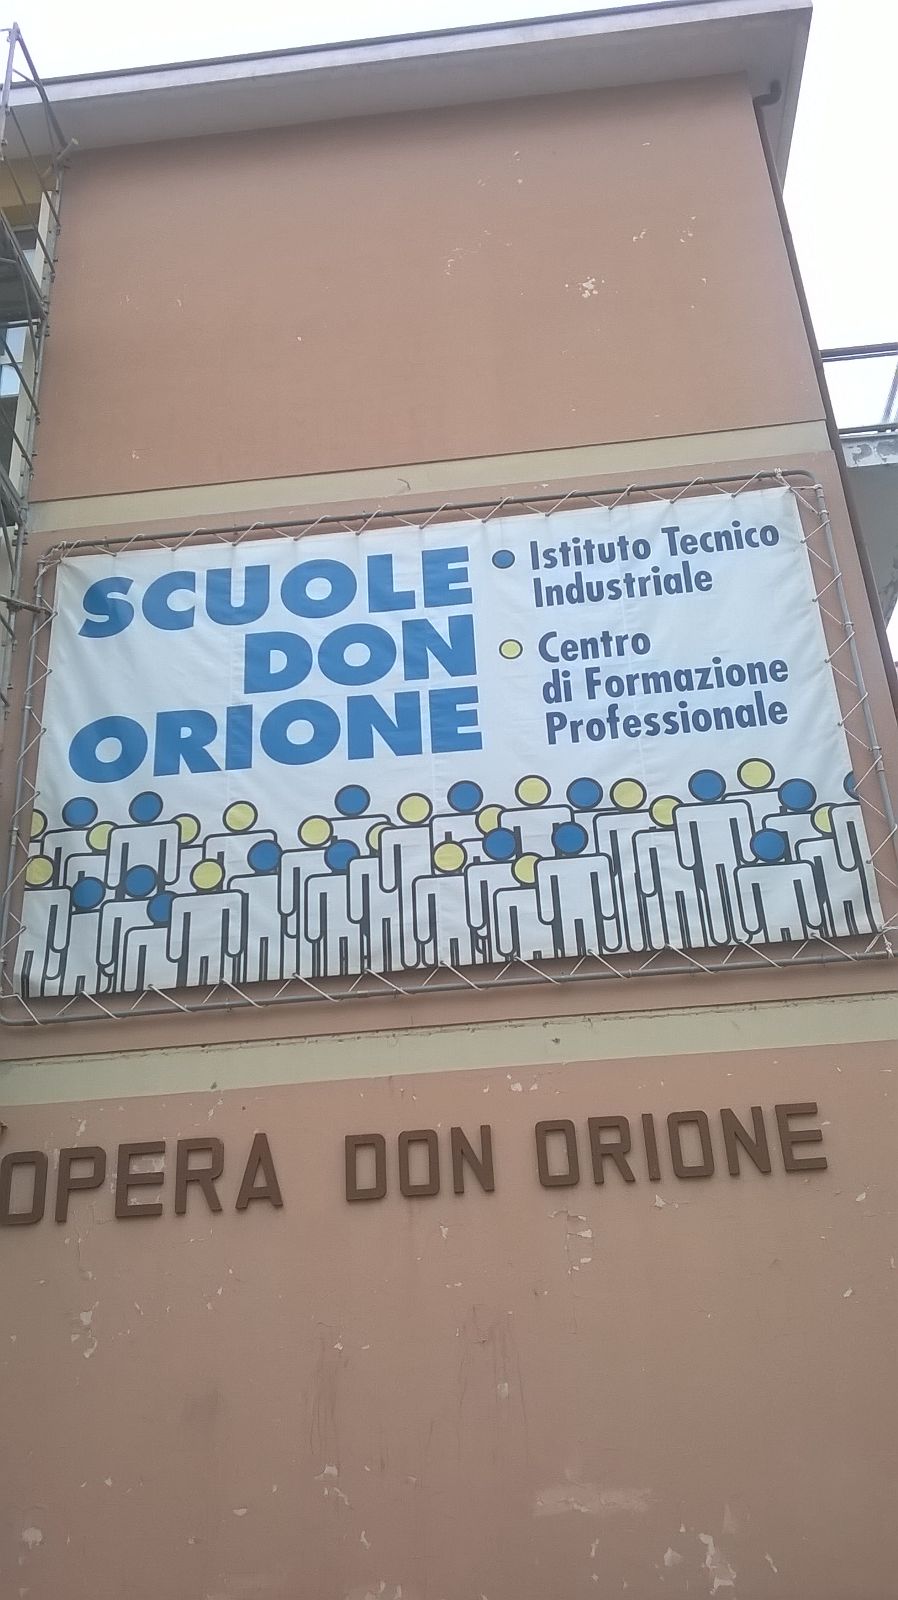 SCUOLE
DON
ORIONE
Istituto Tecnico
Industriale
Centro
di Formazione
Professionale
OPERA DON ORIONE